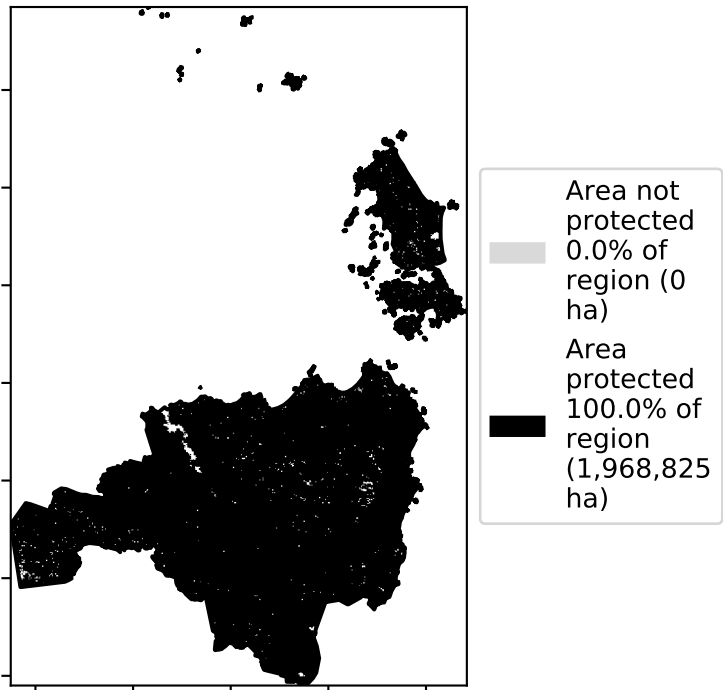 Area not
protected
0.0% of
region (0
ha)
Area
protected
100.0% of
region
(1,968,825
ha)